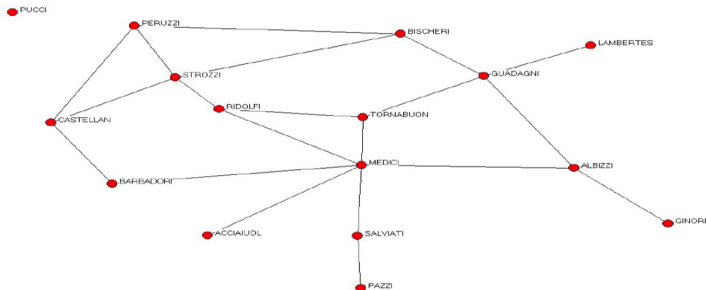 PUCCI
PERUZZI
BISCHERI
LAMBERTES
STROZZI
GUADAGNI
RIDOLFI
TORNABUON
CASTELLAN
MEDICI
ALBIZZI
BARBADORI
GINORI
ACCIAIUOL
SALVIATI
PAZZI